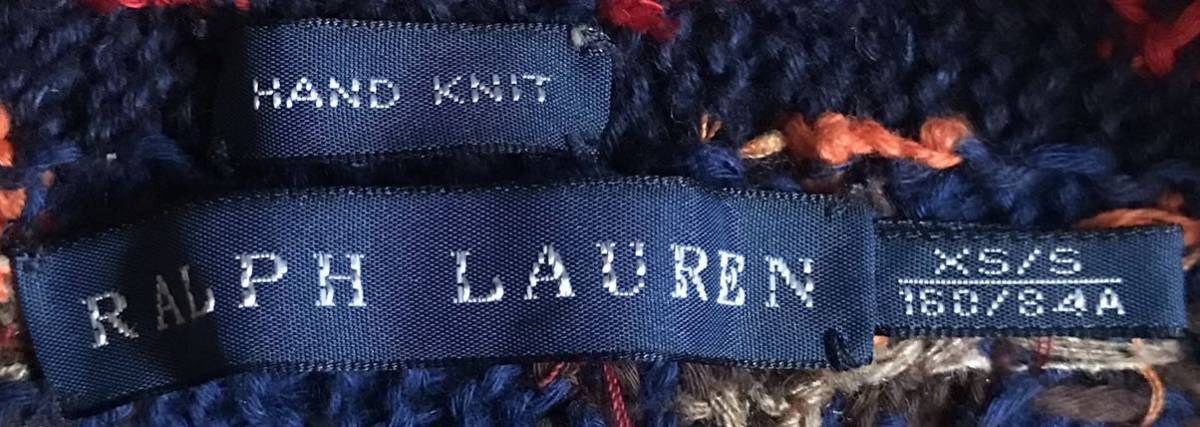 HAND KNIT
RALPH LAUREN
XS/S
160/84A